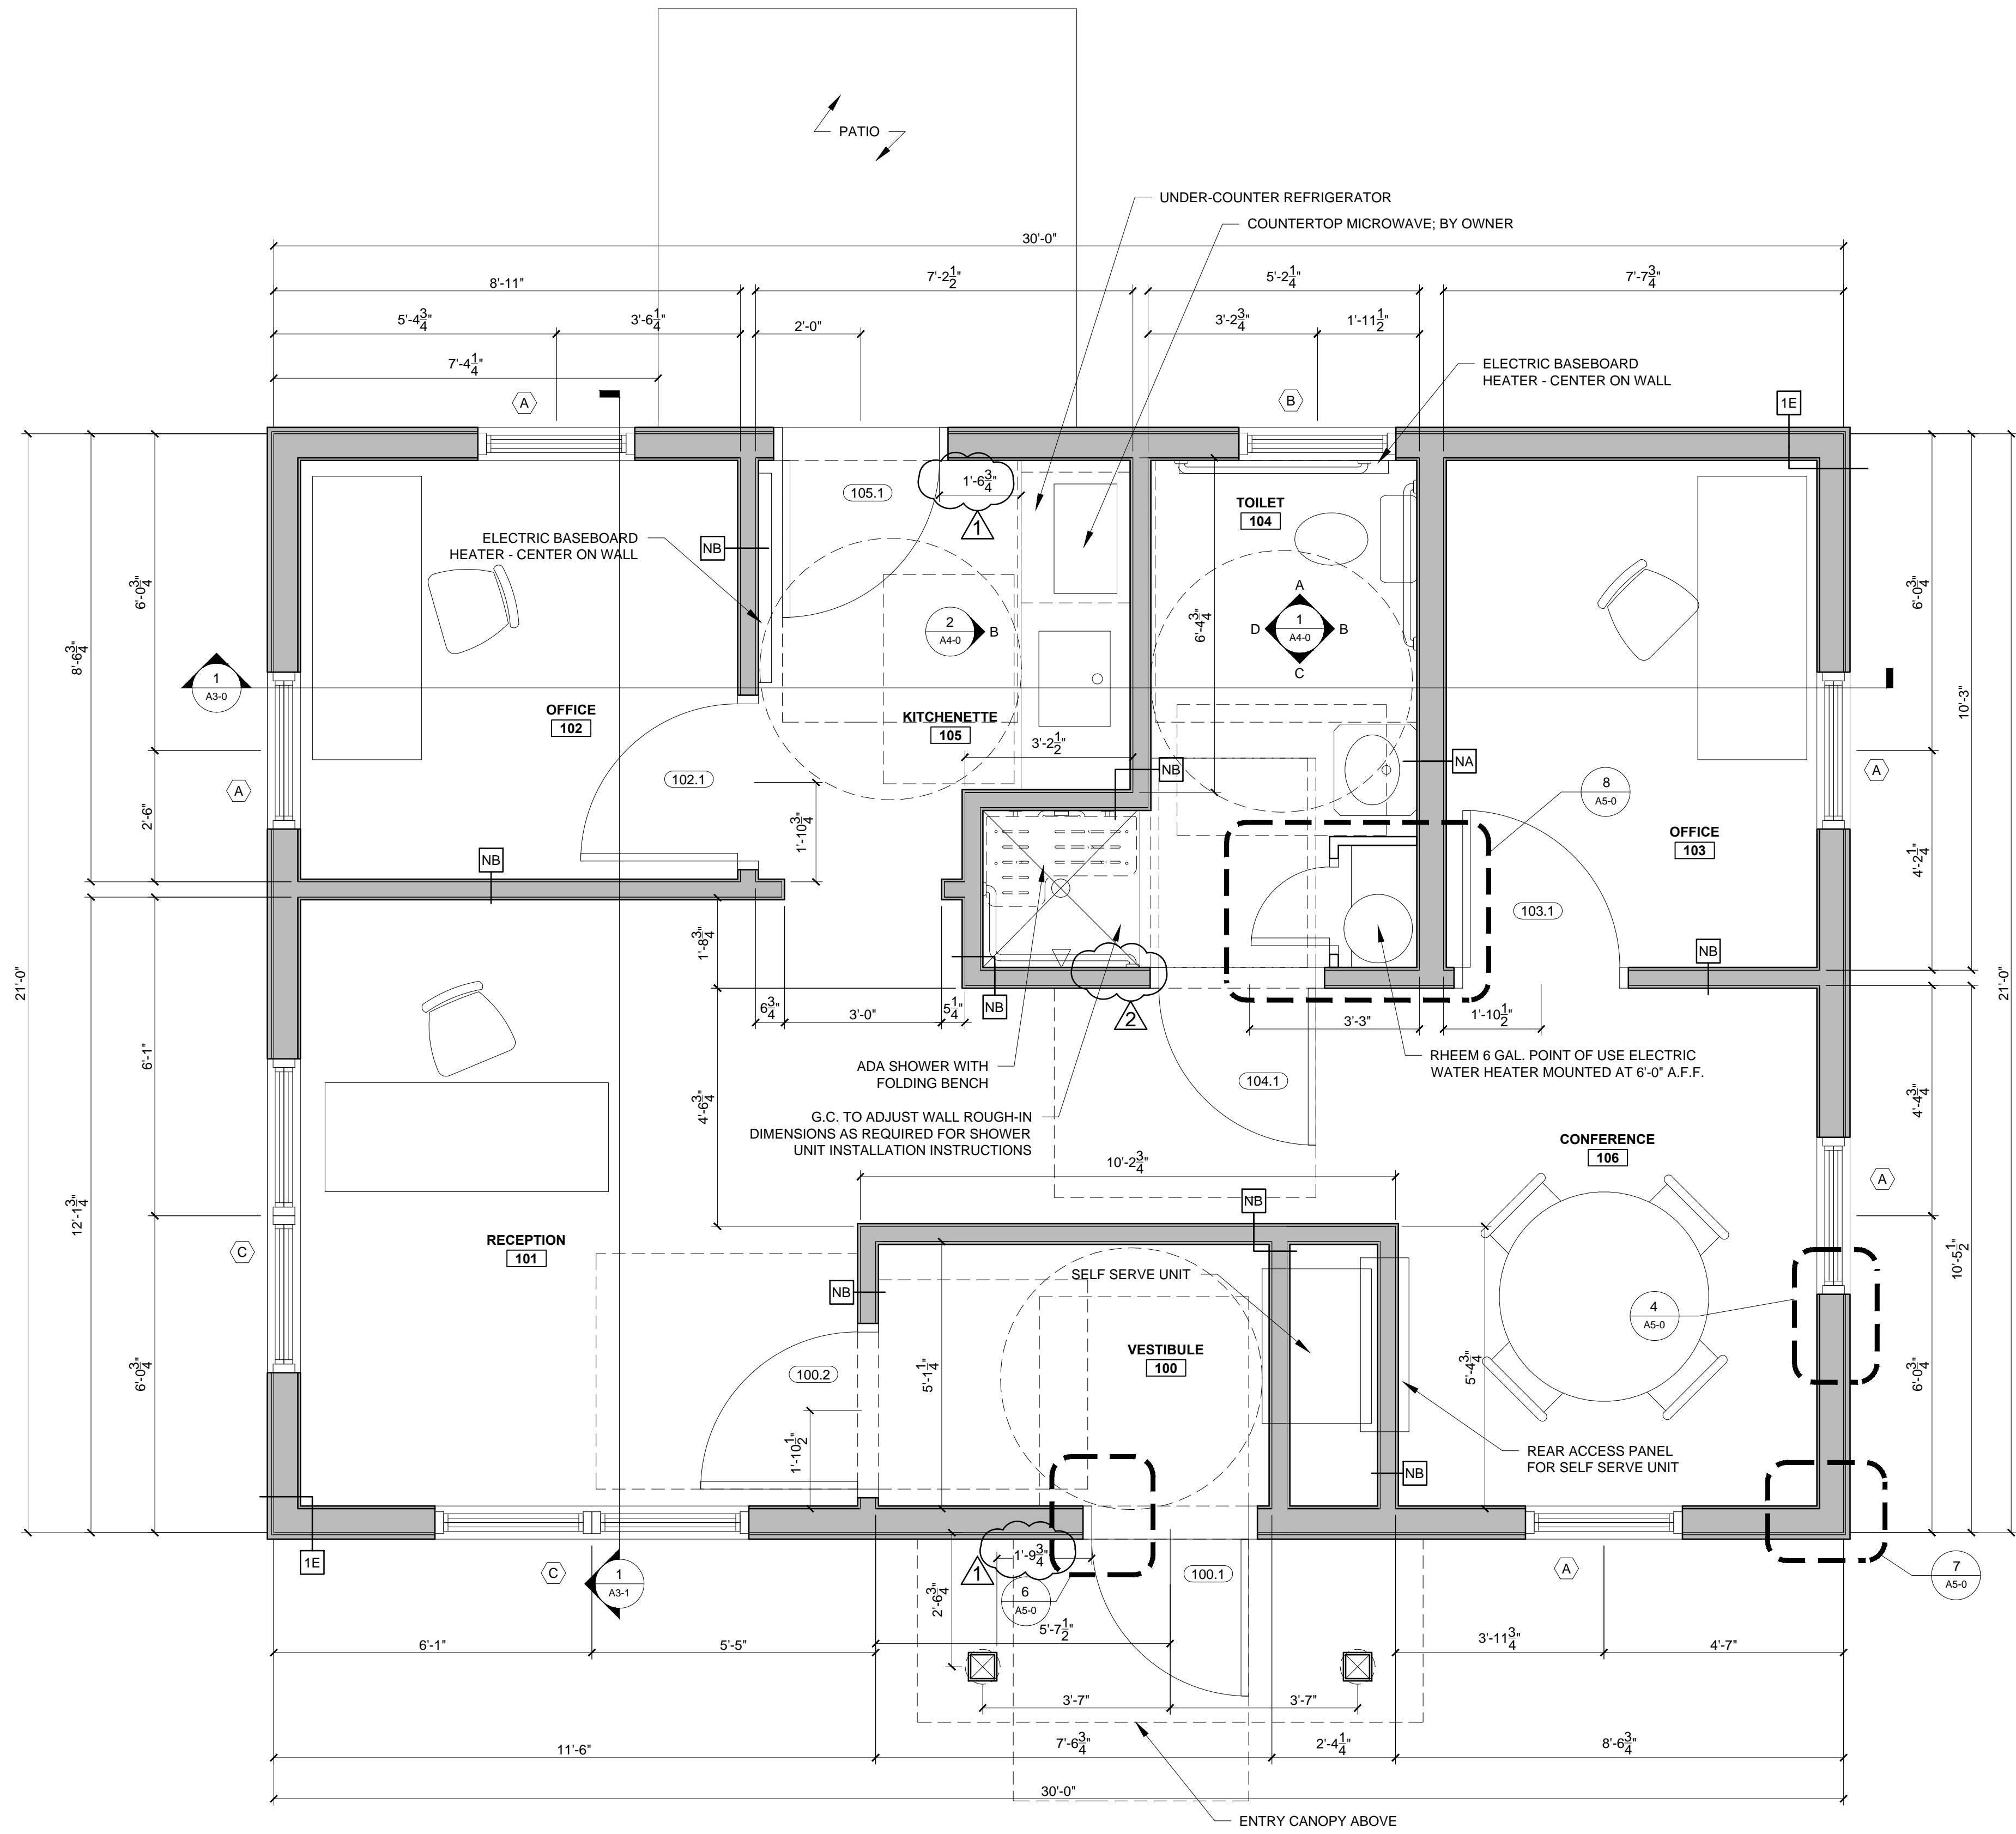 PATIO
UNDER-COUNTER REFRIGERATOR
COUNTERTOP MICROWAVE; BY OWNER
30'-0"
8'-11"
7'-2 1/2"
5'-2 1/4"
7'-7 3/4"
5'-4 3/4"
3'-6 1/4"
2'-0"
3'-2 3/4"
1'-11 1/2"
7'-4 1/4"
ELECTRIC BASEBOARD
HEATER - CENTER ON WALL
A
B
1E
105.1
1'-6 3/4"
1
TOILET
104
ELECTRIC BASEBOARD
HEATER - CENTER ON WALL
NB
6'-0 3/4"
8'-6 3/4"
2'-6"
21'-0"
1
A3-0
A
OFFICE
102
102.1
KITCHENETTE
105
2
A4-0
B
3'-2 1/2"
6'-4 3/4"
A
D
1
A4-0
B
C
NB
NA
6'-0 3/4"
10'-3"
4'-2 1/4"
21'-0"
A
8
A5-0
OFFICE
103
103.1
NB
1'-10 3/4"
NB
1'-8 3/4"
6 3/4"
3'-0"
5 1/4"
NB
2
3'-3"
1'-10 1/2"
ADA SHOWER WITH
FOLDING BENCH
G.C. TO ADJUST WALL ROUGH-IN
DIMENSIONS AS REQUIRED FOR SHOWER
UNIT INSTALLATION INSTRUCTIONS
104.1
RHEEM 6 GAL. POINT OF USE ELECTRIC
WATER HEATER MOUNTED AT 6'-0" A.F.F.
6'-1"
12'-1 3/4"
6'-0 3/4"
4'-6 3/4"
10'-2 3/4"
CONFERENCE
106
4'-4 3/4"
10'-5 1/2"
6'-0 3/4"
A
C
RECEPTION
101
NB
NB
SELF SERVE UNIT
VESTIBULE
100
4
A5-0
100.2
5'-1 1/4"
5'-4 3/4"
1'-10 1/2"
REAR ACCESS PANEL
FOR SELF SERVE UNIT
NB
1E
C
1
A3-1
1
1'-9 3/4"
2'-6 3/4"
6
A5-0
100.1
A
7
A5-0
6'-1"
5'-5"
5'-7 1/2"
3'-11 3/4"
4'-7"
3'-7"
3'-7"
11'-6"
7'-6 3/4"
2'-4 1/4"
8'-6 3/4"
30'-0"
ENTRY CANOPY ABOVE